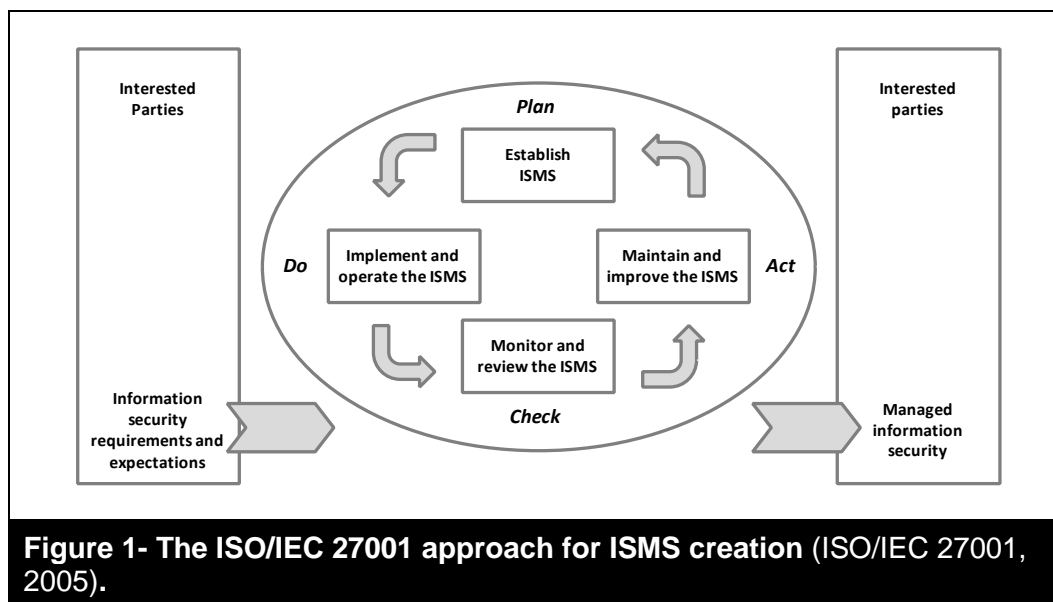 Interested
Parties
Information
security
requirements and
expectations
Plan
Establish
ISMS
Do
Implement and
operate the ISMS
Maintain and
improve the ISMS
Act
Monitor and
review the ISMS
Check
Interested
parties
Managed
information
security
Figure 1- The ISO/IEC 27001 approach for ISMS creation (ISO/IEC 27001,
2005).